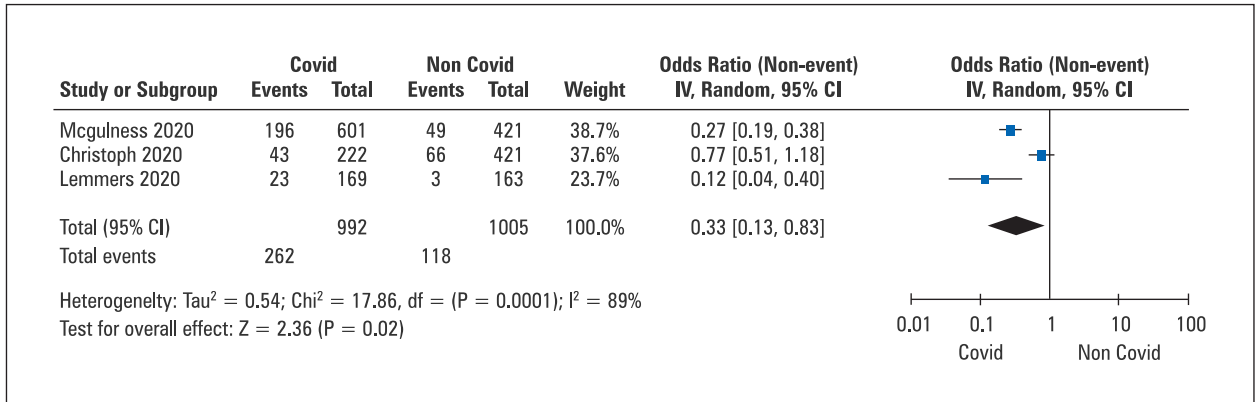 Covid Non Covid Odds Ratio (Non-event) Odds Ratio (Non-event)
Study or Subgroup Events Total Events Total Weight IV, Random, 95% CI IV, Random, 95% CI
Mcgulness 2020 196 601 49 421 38.7% 0.27 [0.19, 0.38]
Christoph 2020 43 222 66 421 37.6% 0.77 [0.51, 1.18]
Lemmers 2020 23 169 3 163 23.7% 0.12 [0.04, 0.40]
Total (95% CI) 992 1005 100.0% 0.33 [0.13, 0.83]
Total events 262 118
Heterogenelty: Tau² = 0.54; Chi² = 17.86, df = (P = 0.0001); I² = 89%
Test for overall effect: Z = 2.36 (P = 0.02)
0.01 0.1 1 10 100
Covid Non Covid